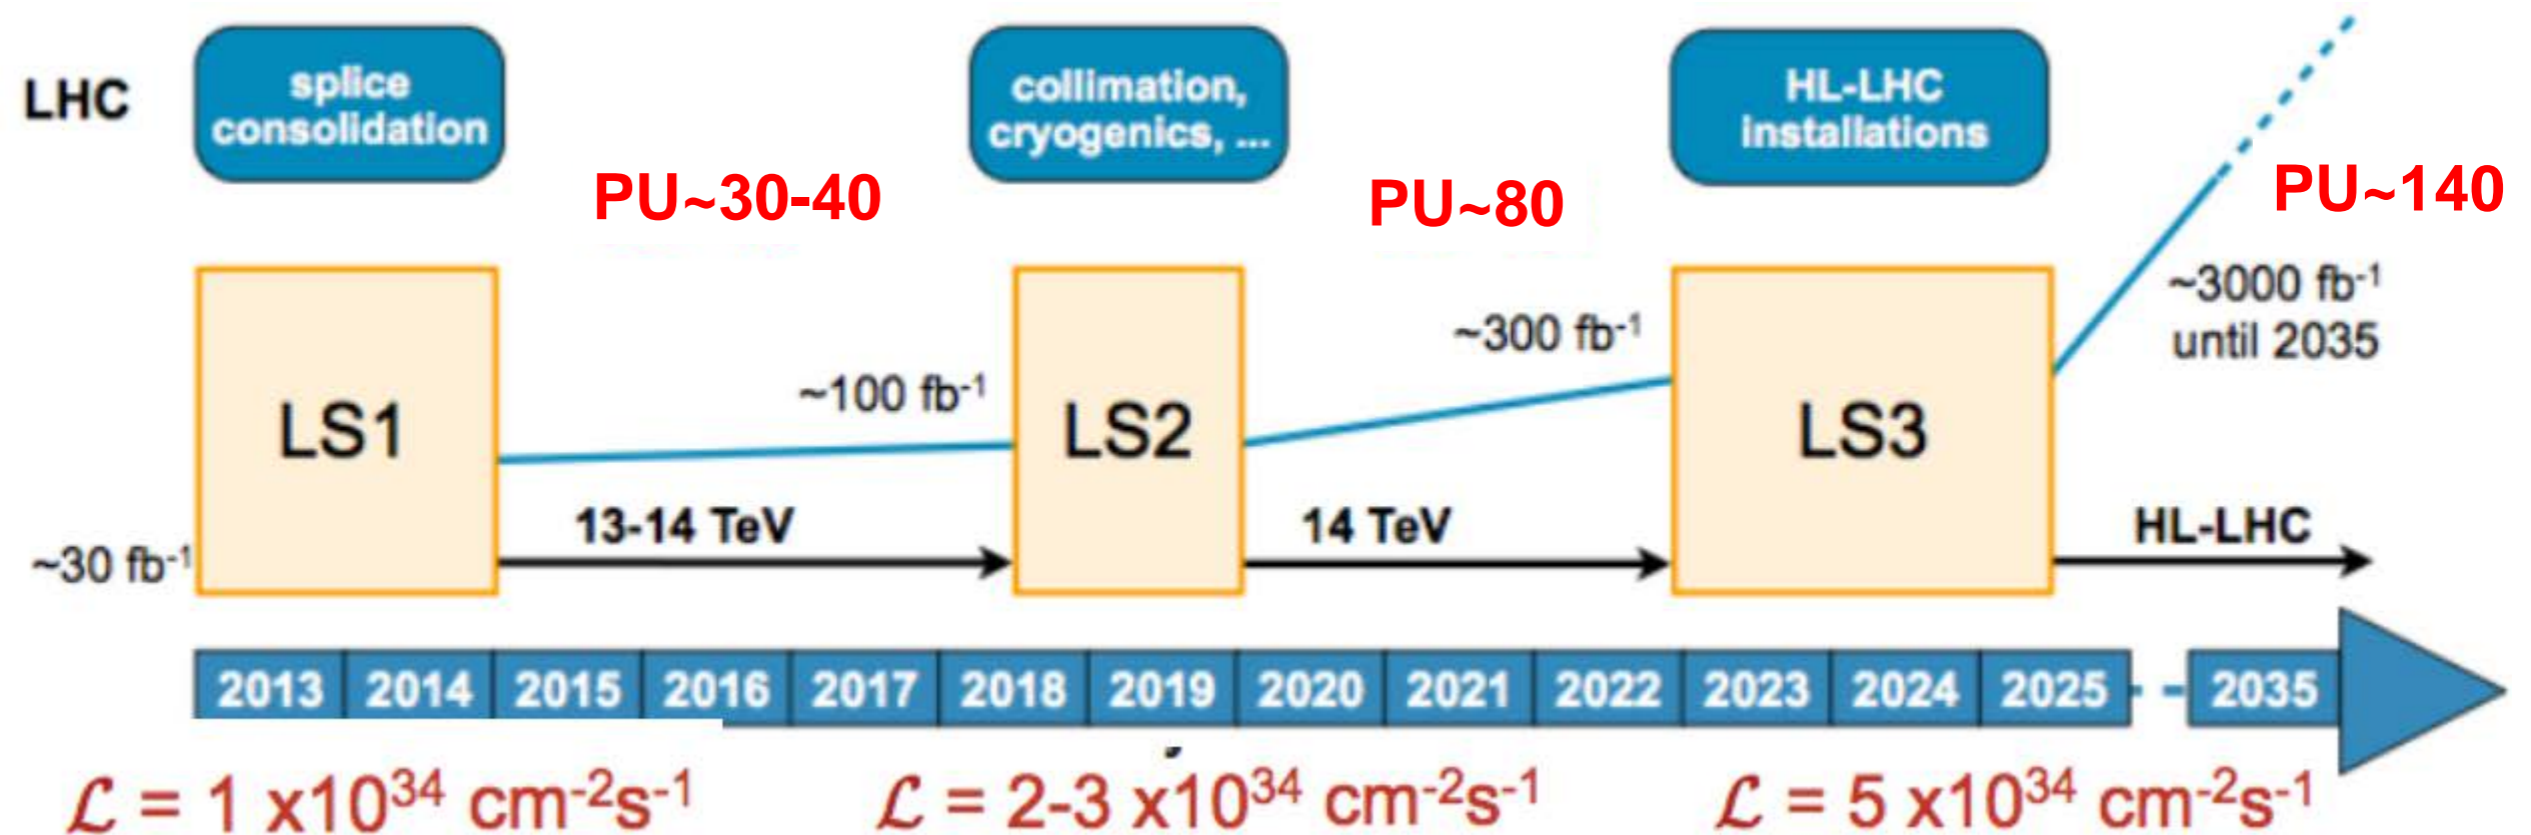 LHC
splice
consolidation
collimation,
cryogenics, ...
HL-LHC
installations
PU~30-40
PU~80
PU~140
~3000 fb⁻¹
until 2035
~300 fb⁻¹
~100 fb⁻¹
LS1
LS2
LS3
13-14 TeV
14 TeV
HL-LHC
~30 fb⁻¹
2013 2014 2015 2016 2017 2018 2019 2020 2021 2022 2023 2024 2025 2035
ℒ = 1 x10³⁴ cm⁻²s⁻¹
ℒ = 2-3 x10³⁴ cm⁻²s⁻¹
ℒ = 5 x10³⁴ cm⁻²s⁻¹